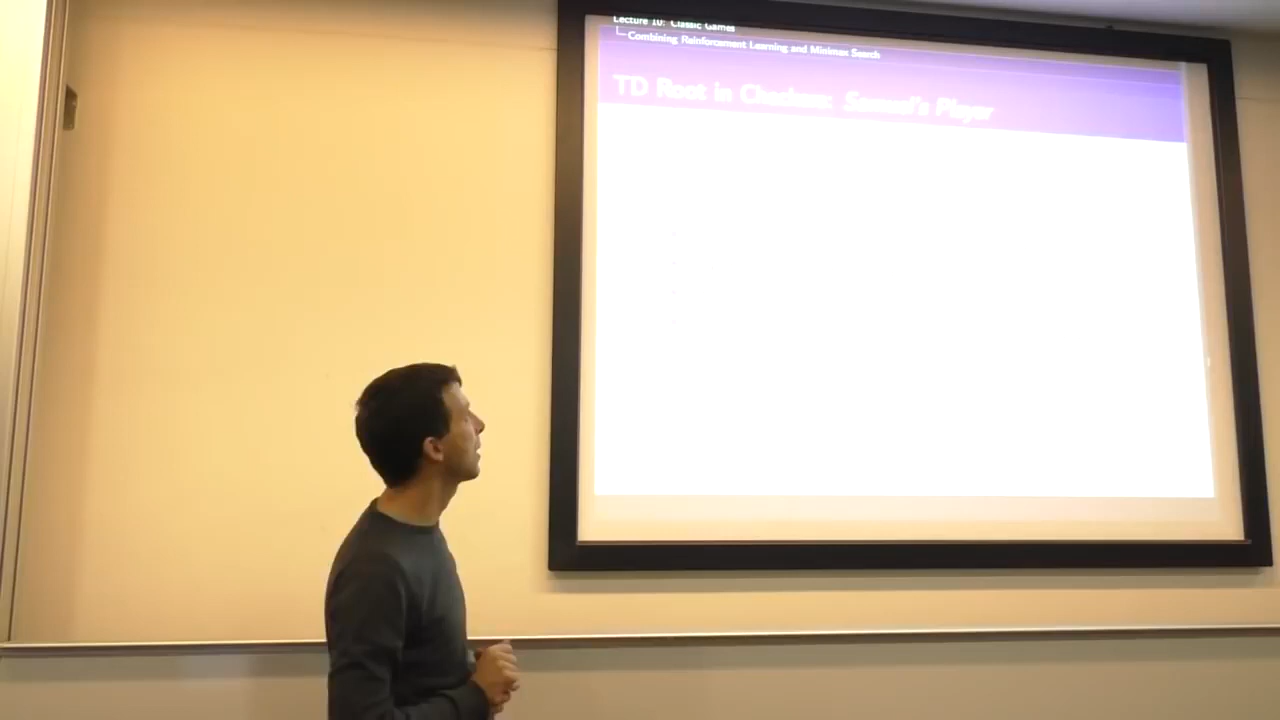 Lecture 10: Classic Games
Combining Reinforcement Learning and Minimax Search
TD Root in Checkers: Samuel's Player